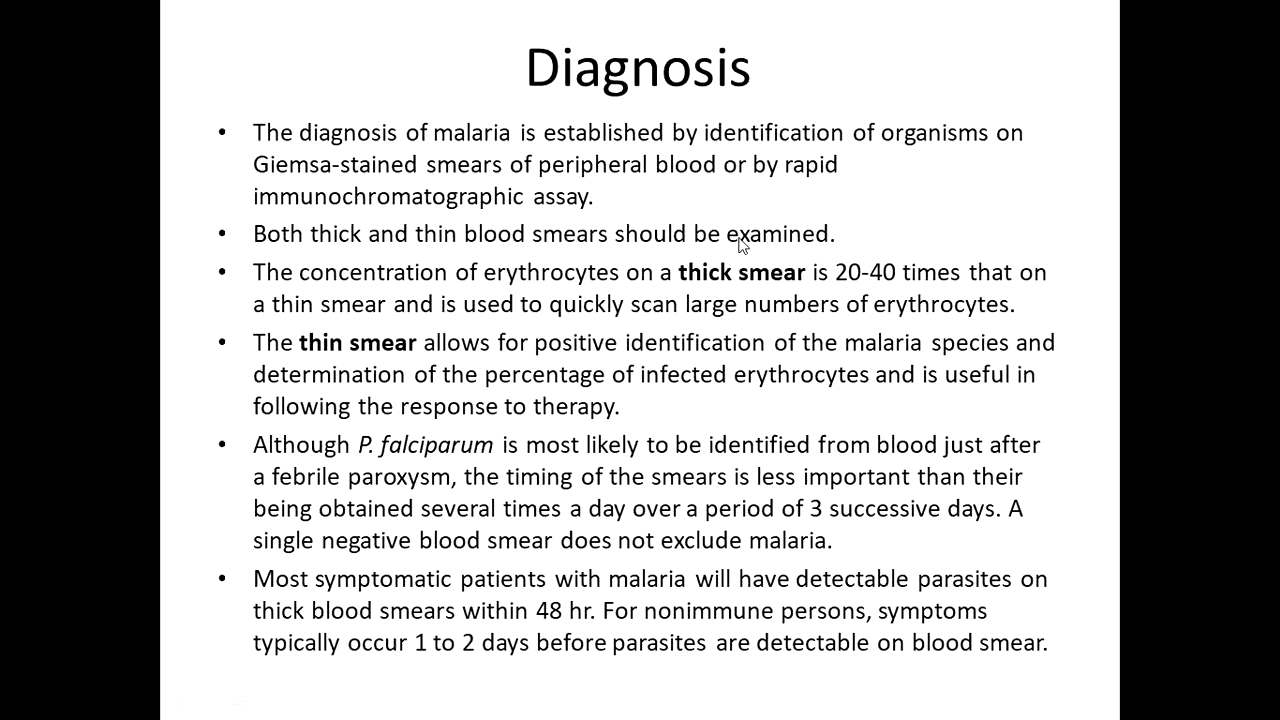 Diagnosis
• The diagnosis of malaria is established by identification of organisms on
Giemsa-stained smears of peripheral blood or by rapid
immunochromatographic assay.
• Both thick and thin blood smears should be examined.
• The concentration of erythrocytes on a thick smear is 20-40 times that on
a thin smear and is used to quickly scan large numbers of erythrocytes.
• The thin smear allows for positive identification of the malaria species and
determination of the percentage of infected erythrocytes and is useful in
following the response to therapy.
• Although P. falciparum is most likely to be identified from blood just after
a febrile paroxysm, the timing of the smears is less important than their
being obtained several times a day over a period of 3 successive days. A
single negative blood smear does not exclude malaria.
• Most symptomatic patients with malaria will have detectable parasites on
thick blood smears within 48 hr. For nonimmune persons, symptoms
typically occur 1 to 2 days before parasites are detectable on blood smear.